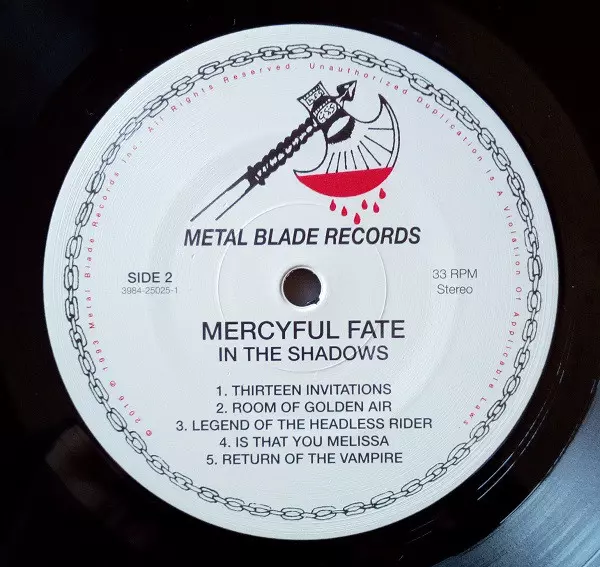 © 2016 ℗ 1993 Metal Blade Records Inc. All Rights Reserved. Unauthorized Duplication Is A Violation Of Applicable Laws.
METAL BLADE RECORDS
SIDE 2
3984-25025-1
33 RPM
Stereo
MERCYFUL FATE
IN THE SHADOWS
1. THIRTEEN INVITATIONS
2. ROOM OF GOLDEN AIR
3. LEGEND OF THE HEADLESS RIDER
4. IS THAT YOU MELISSA
5. RETURN OF THE VAMPIRE